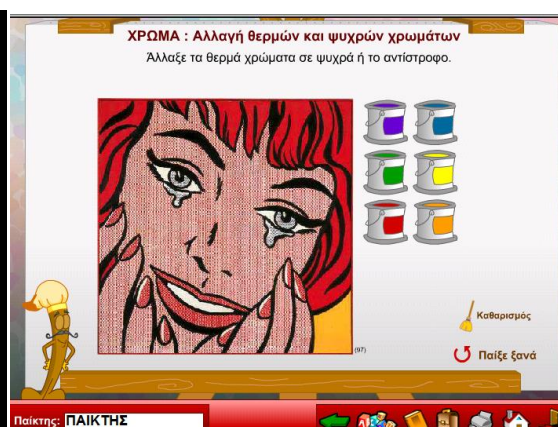 ΧΡΩΜΑ : Αλλαγή θερμών και ψυχρών χρωμάτων
Άλλαξε τα θερμά χρώματα σε ψυχρά ή το αντίστροφο.
(97)
Καθαρισμός
Παίξε ξανά
Παίκτης: ΠΑΙΚΤΗΣ